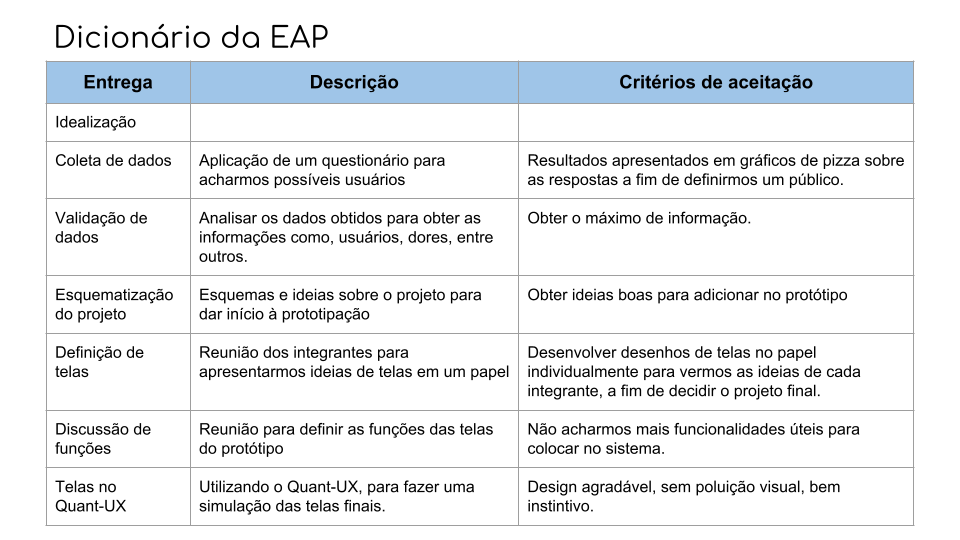 Dicionário da EAP
Entrega
Descrição
Critérios de aceitação
Idealização
Coleta de dados
Aplicação de um questionário para
acharmos possíveis usuários
Resultados apresentados em gráficos de pizza sobre
as respostas a fim de definirmos um público.
Validação de
dados
Analisar os dados obtidos para obter as
informações como, usuários, dores, entre
outros.
Obter o máximo de informação.
Esquematização
do projeto
Esquemas e ideias sobre o projeto para
dar início à prototipação
Obter ideias boas para adicionar no protótipo
Definição de
telas
Reunião dos integrantes para
apresentarmos ideias de telas em um papel
Desenvolver desenhos de telas no papel
individualmente para vermos as ideias de cada
integrante, a fim de decidir o projeto final.
Discussão de
funções
Reunião para definir as funções das telas
do protótipo
Não acharmos mais funcionalidades úteis para
colocar no sistema.
Telas no
Quant-UX
Utilizando o Quant-UX, para fazer uma
simulação das telas finais.
Design agradável, sem poluição visual, bem
instintivo.